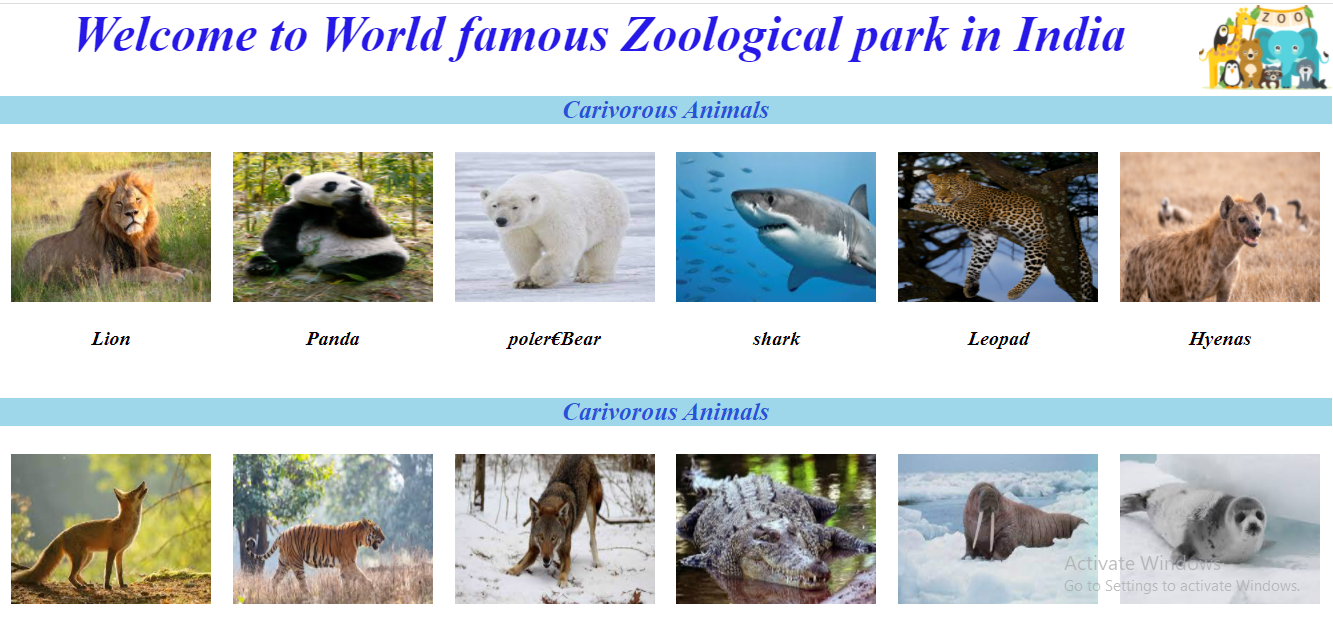 Welcome to World famous Zoological park in India
ZOO
Carivorous Animals
Lion
Panda
poler€Bear
shark
Leopad
Hyenas
Carivorous Animals
Activate Windows
Go to Settings to activate Windows.